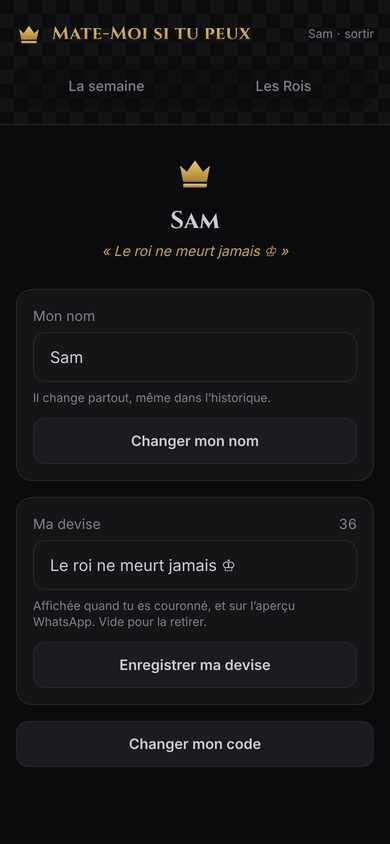 Mate-Moi si tu peux
Sam · sortir
La semaine
Les Rois
Sam
« Le roi ne meurt jamais ♔ »
Mon nom
Sam
Il change partout, même dans l’historique.
Changer mon nom
Ma devise
36
Le roi ne meurt jamais ♔
Affichée quand tu es couronné, et sur l’aperçu
WhatsApp. Vide pour la retirer.
Enregistrer ma devise
Changer mon code